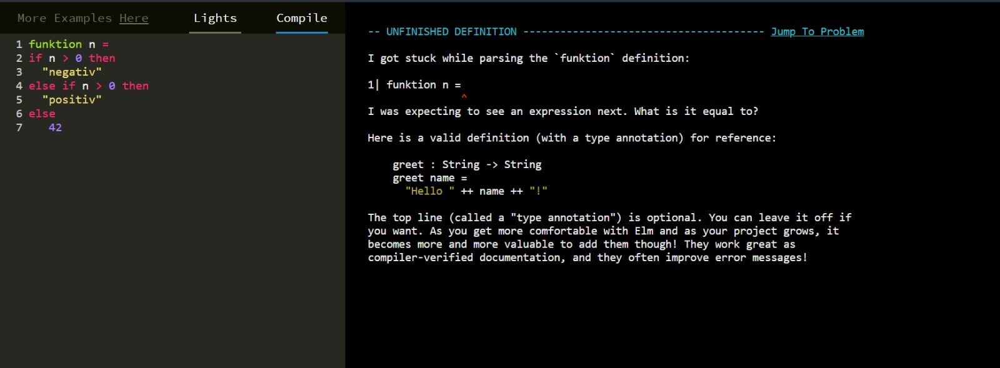 More Examples Here Lights Compile
1 funktion n =
2 if n > 0 then
3   "negativ"
4 else if n > 0 then
5   "positiv"
6 else
7    42
-- UNFINISHED DEFINITION --------------------------------------- Jump To Problem
I got stuck while parsing the `funktion` definition:
1| funktion n =
^
I was expecting to see an expression next. What is it equal to?
Here is a valid definition (with a type annotation) for reference:
greet : String -> String
greet name =
"Hello " ++ name ++ "!"
The top line (called a "type annotation") is optional. You can leave it off if
you want. As you get more comfortable with Elm and as your project grows, it
becomes more and more valuable to add them though! They work great as
compiler-verified documentation, and they often improve error messages!